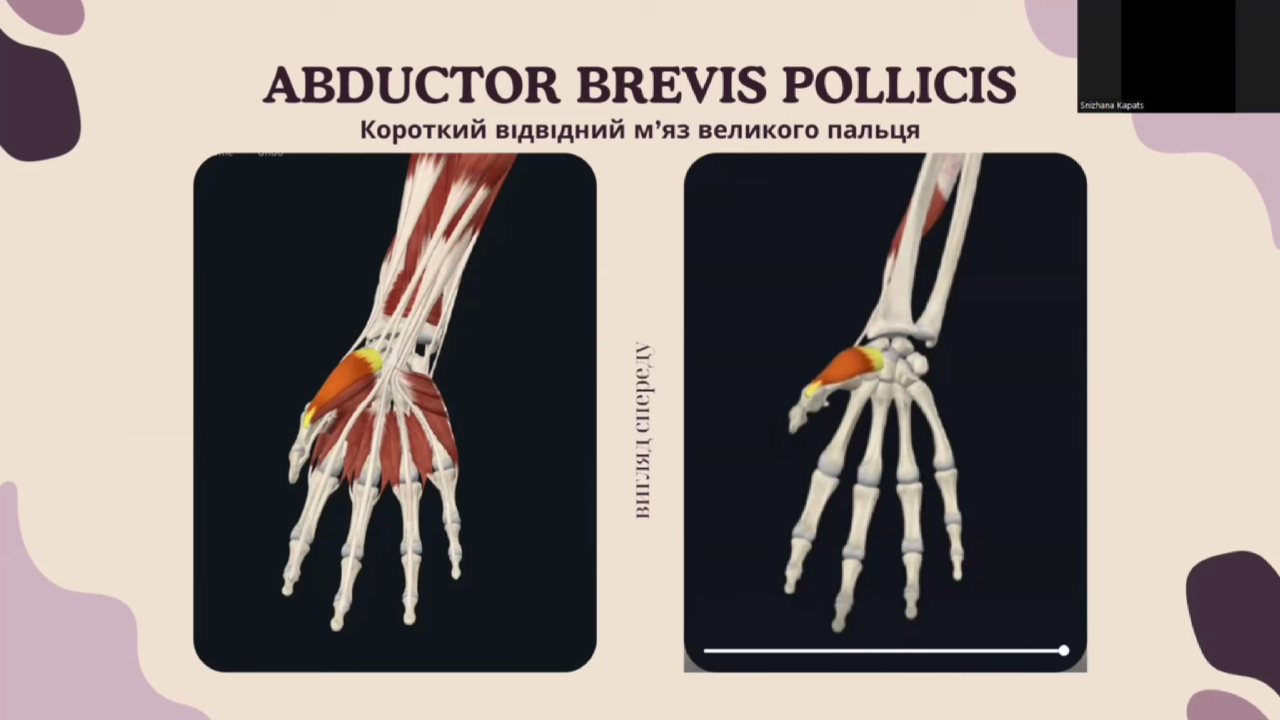 ABDUCTOR BREVIS POLLICIS
Короткий відвідний м’яз великого пальця
вигляд спереду
Snizhana Kapats